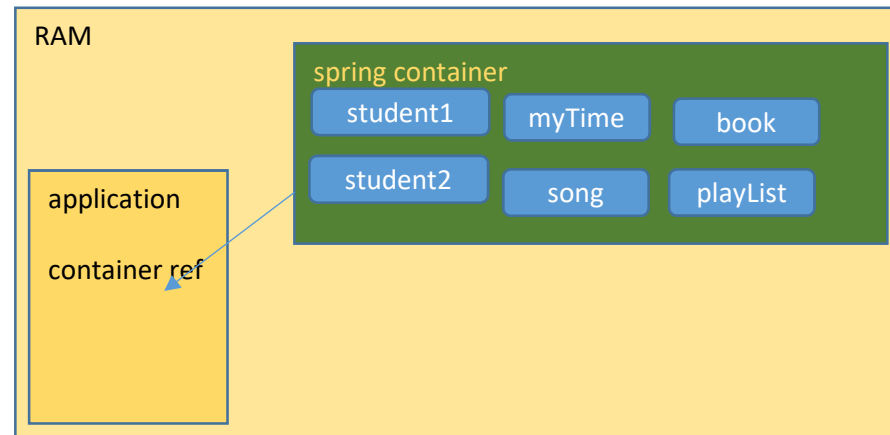 RAM
spring container
student1
myTime
book
student2
song
playList
application
container ref